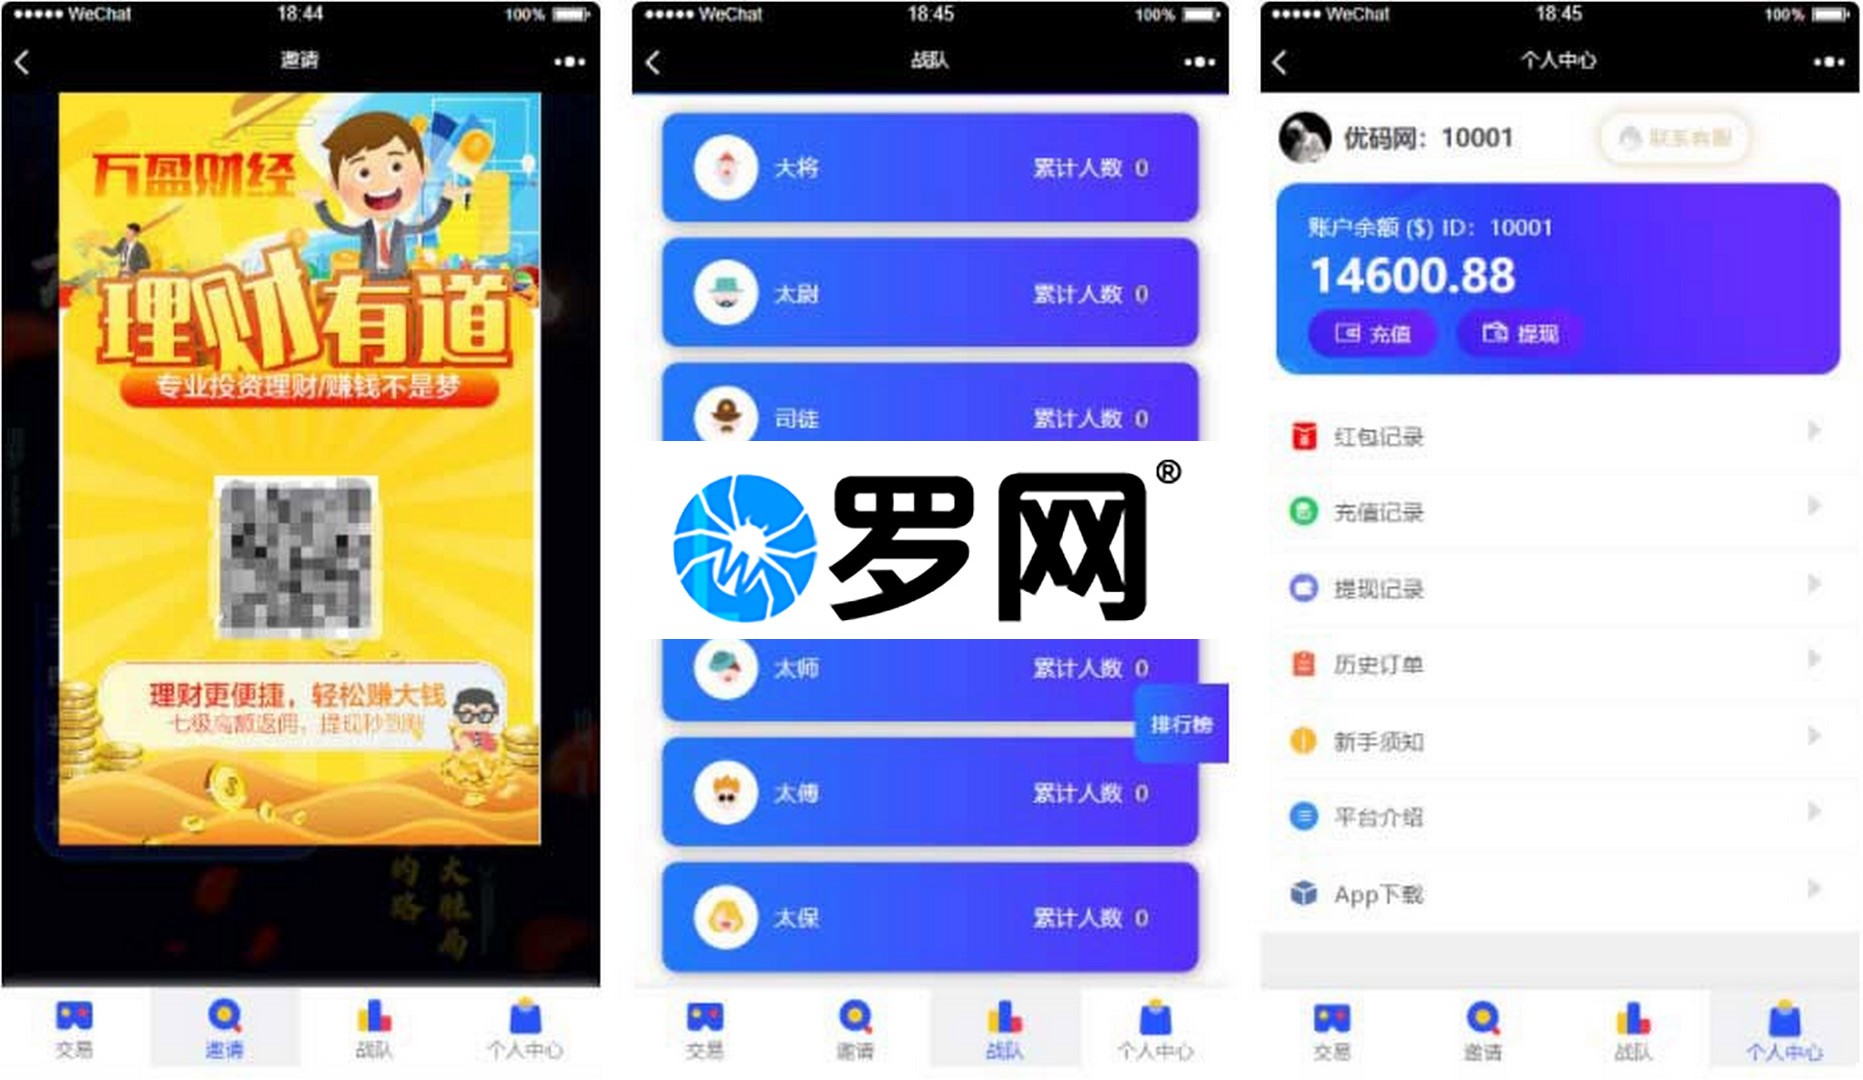 WeChat
18:44
100%
邀请
万盈财经
理财有道
专业投资理财/赚钱不是梦
理财更便捷，轻松赚大钱
七级高额返佣，提现秒到账
交易
邀请
战队
个人中心
WeChat
18:45
100%
战队
大将 累计人数 0
太尉 累计人数 0
司徒 累计人数 0
罗网®
太师 累计人数 0
排行榜
太傅 累计人数 0
太保 累计人数 0
交易
邀请
战队
个人中心
WeChat
18:45
100%
个人中心
优码网：10001
联系客服
账户余额 ($) ID：10001
14600.88
充值
提现
红包记录
充值记录
提现记录
历史订单
新手须知
平台介绍
App下载
交易
邀请
战队
个人中心